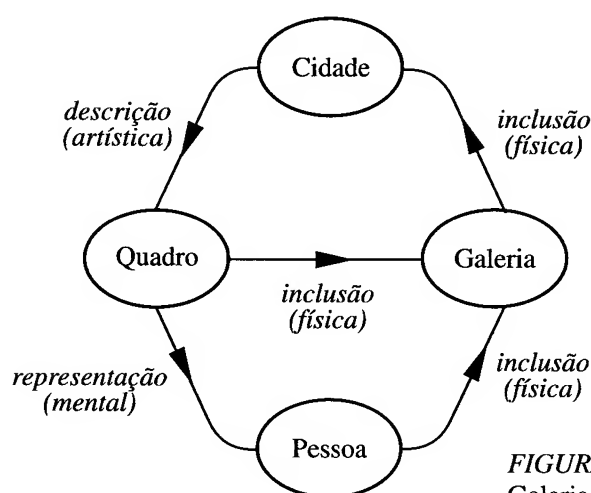 Cidade
descrição
(artística)
inclusão
(física)
Quadro
Galeria
inclusão
(física)
representação
(mental)
inclusão
(física)
Pessoa